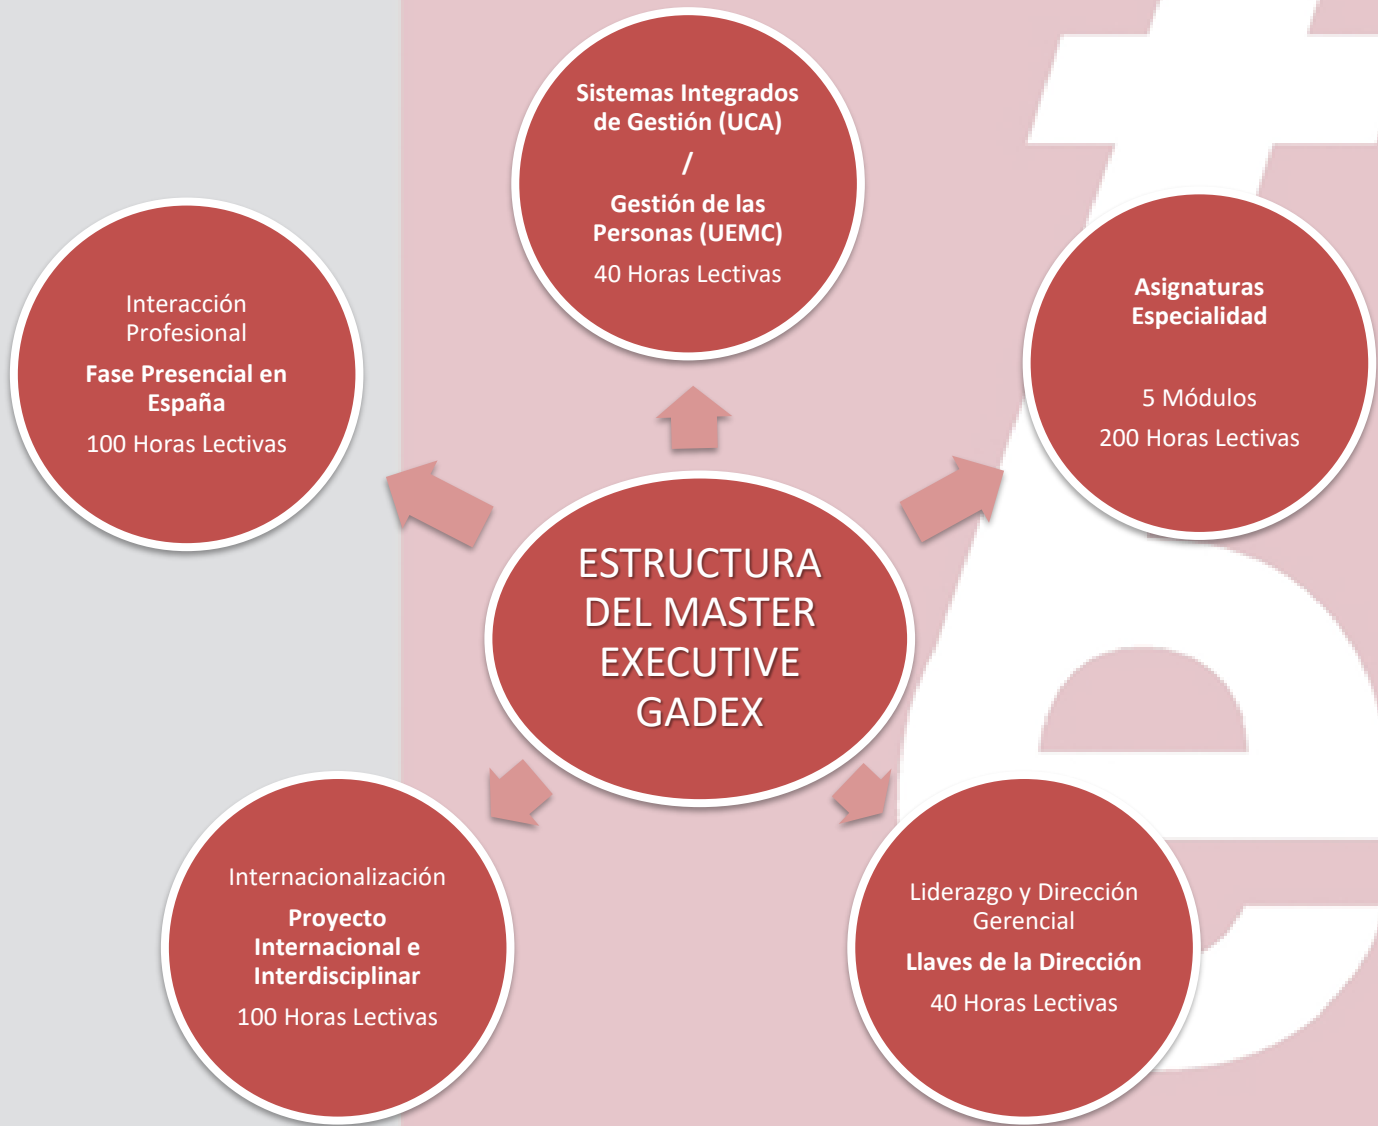 Sistemas Integrados
de Gestión (UCA)
/
Gestión de las
Personas (UEMC)
40 Horas Lectivas
Interacción
Profesional
Fase Presencial en
España
100 Horas Lectivas
Asignaturas
Especialidad
5 Módulos
200 Horas Lectivas
ESTRUCTURA
DEL MASTER
EXECUTIVE
GADEX
Internacionalización
Proyecto
Internacional e
Interdisciplinar
100 Horas Lectivas
Liderazgo y Dirección
Gerencial
Llaves de la Dirección
40 Horas Lectivas